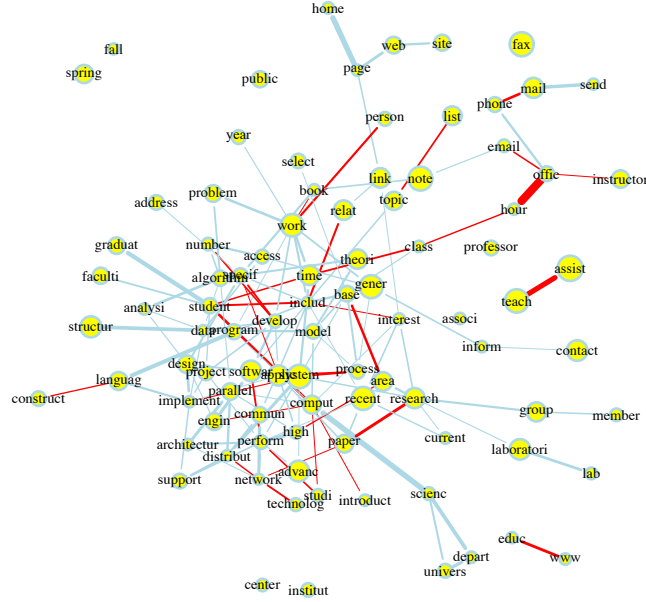 home
fall
web
site
fax
spring
page
public
mail
send
phone
person
list
year
email
select
link
note
offie
instructor
book
problem
topic
address
relat
hour
work
graduat
number
access
class
professor
theori
faculti
algorithm
specif
time
gener
assist
base
teach
analysi
student
includ
develop
interest
associ
structur
data
program
model
inform
contact
design
project
softwar
applic
system
process
area
languag
construct
implement
parallel
comput
recent
research
group
member
engin
commun
high
architectur
perform
paper
current
laboratori
distribut
advanc
support
network
lab
technolog
studi
introduct
scienc
educ
depart
www
univers
center
institut